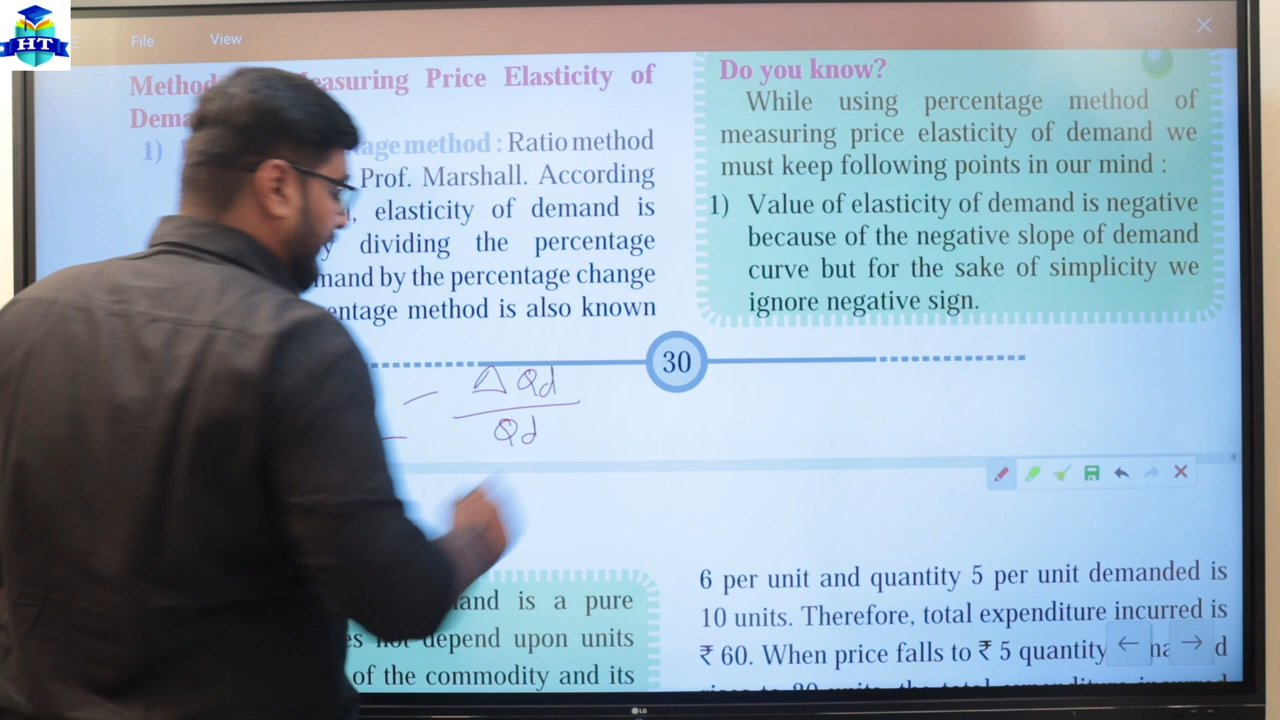 HT
File View
Method asuring Price Elasticity of
Dema
1) tage method : Ratio method
Prof. Marshall. According
, elasticity of demand is
dividing the percentage
mand by the percentage change
entage method is also known
Do you know?
While using percentage method of
measuring price elasticity of demand we
must keep following points in our mind :
1) Value of elasticity of demand is negative
because of the negative slope of demand
curve but for the sake of simplicity we
ignore negative sign.
30
Δ Qd
Qd
and is a pure
es not depend upon units
of the commodity and its
6 per unit and quantity 5 per unit demanded is
10 units. Therefore, total expenditure incurred is
₹ 60. When price falls to ₹ 5 quantity
LG